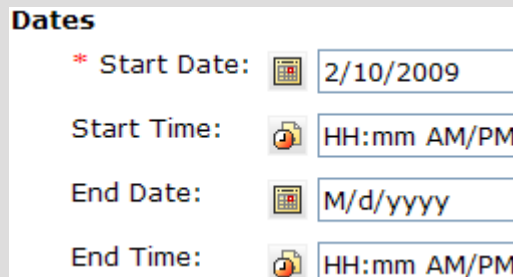 Dates
* Start Date: 2/10/2009
Start Time: HH:mm AM/PM
End Date: M/d/yyyy
End Time: HH:mm AM/PM